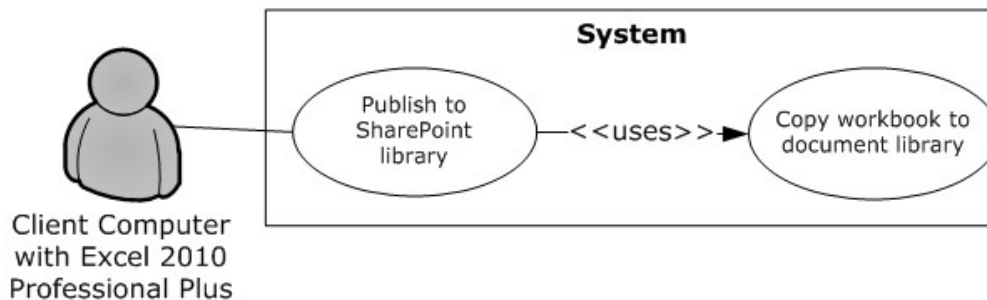 System
Publish to
SharePoint
library
<<uses>>
Copy workbook to
document library
Client Computer
with Excel 2010
Professional Plus